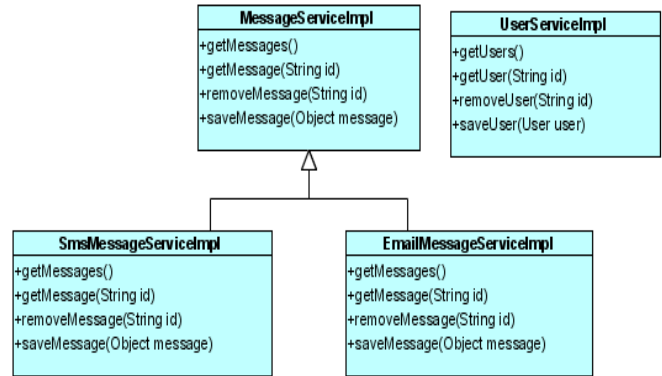 MessageServiceImpl
+getMessages()
+getMessage(String id)
+removeMessage(String id)
+saveMessage(Object message)
UserServiceImpl
+getUsers()
+getUser(String id)
+removeUser(String id)
+saveUser(User user)
SmsMessageServiceImpl
+getMessages()
+getMessage(String id)
+removeMessage(String id)
+saveMessage(Object message)
EmailMessageServiceImpl
+getMessages()
+getMessage(String id)
+removeMessage(String id)
+saveMessage(Object message)